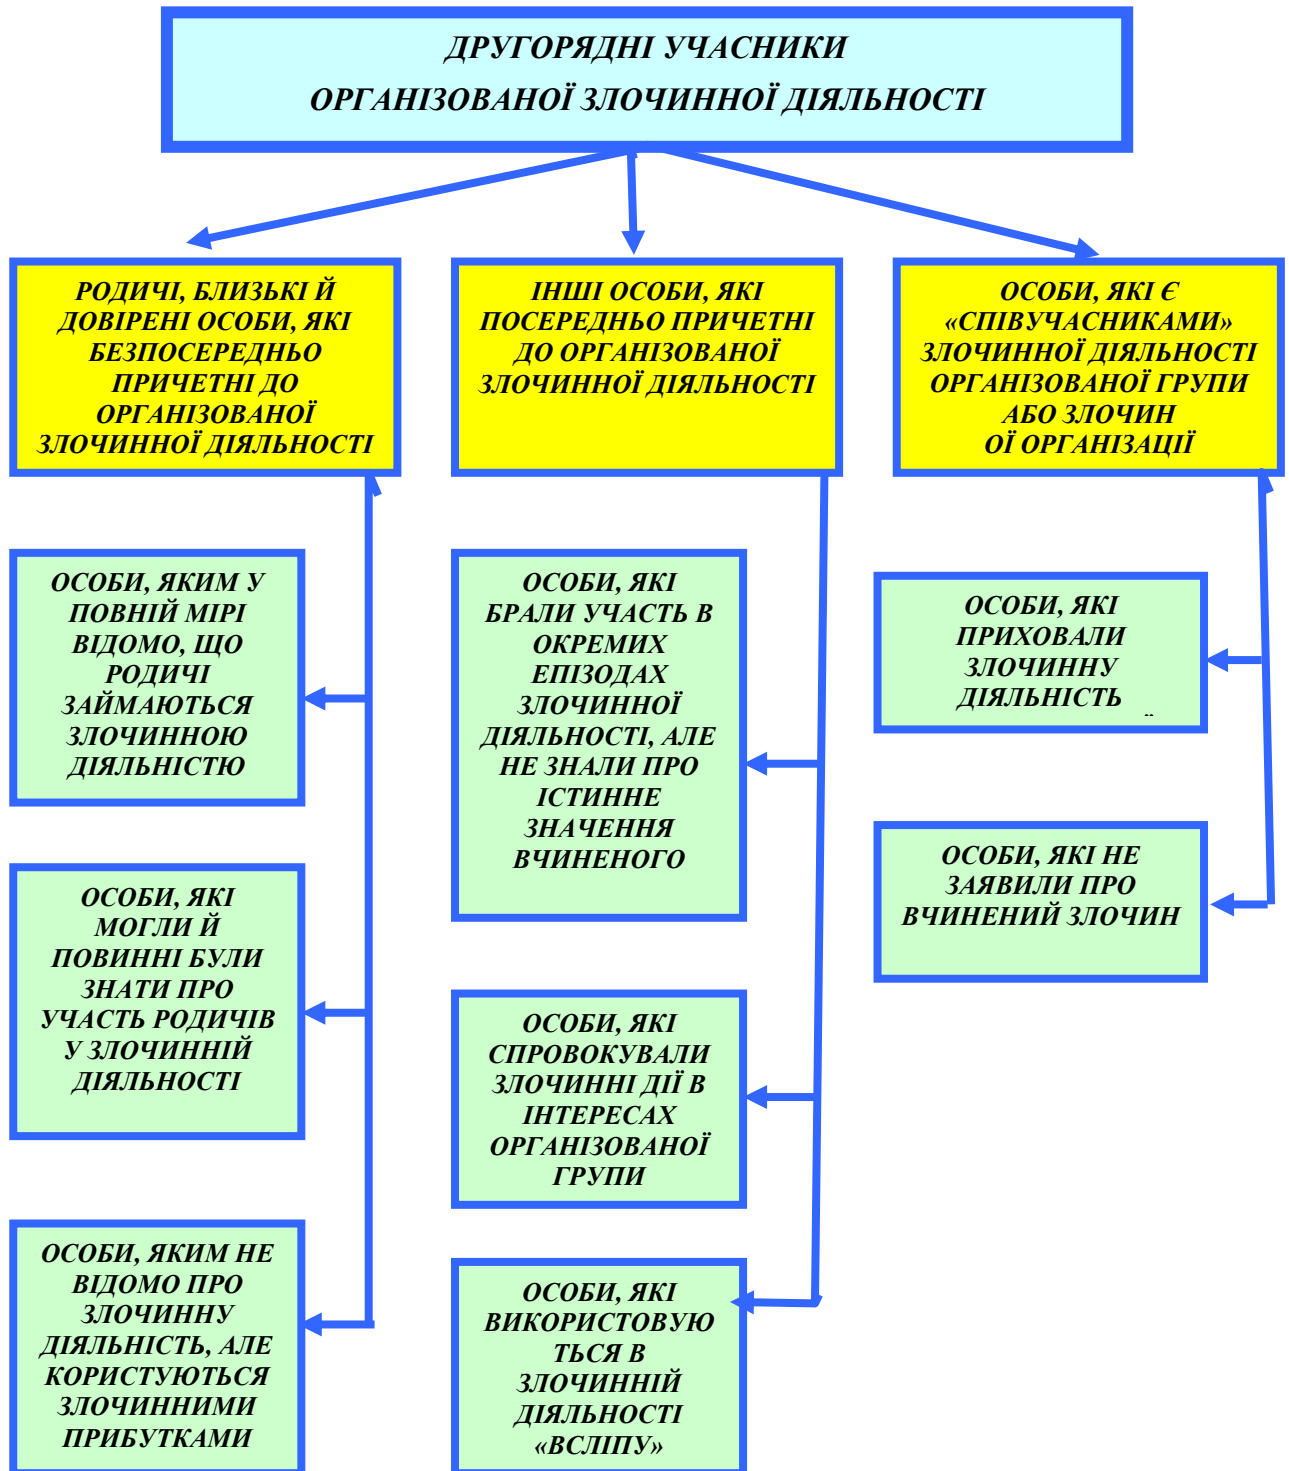 ДРУГОРЯДНІ УЧАСНИКИ
ОРГАНІЗОВАНОЇ ЗЛОЧИННОЇ ДІЯЛЬНОСТІ
РОДИЧІ, БЛИЗЬКІ Й
ДОВІРЕНІ ОСОБИ, ЯКІ
БЕЗПОСЕРЕДНЬО
ПРИЧЕТНІ ДО
ОРГАНІЗОВАНОЇ
ЗЛОЧИННОЇ ДІЯЛЬНОСТІ
ОСОБИ, ЯКИМ У
ПОВНІЙ МІРІ
ВІДОМО, ЩО
РОДИЧІ
ЗАЙМАЮТЬСЯ
ЗЛОЧИННОЮ
ДІЯЛЬНІСТЮ
ОСОБИ, ЯКІ
МОГЛИ Й
ПОВИННІ БУЛИ
ЗНАТИ ПРО
УЧАСТЬ РОДИЧІВ
У ЗЛОЧИННІЙ
ДІЯЛЬНОСТІ
ОСОБИ, ЯКИМ НЕ
ВІДОМО ПРО
ЗЛОЧИННУ
ДІЯЛЬНІСТЬ, АЛЕ
КОРИСТУЮТЬСЯ
ЗЛОЧИННИМИ
ПРИБУТКАМИ
ІНШІ ОСОБИ, ЯКІ
ПОСЕРЕДНЬО ПРИЧЕТНІ
ДО ОРГАНІЗОВАНОЇ
ЗЛОЧИННОЇ ДІЯЛЬНОСТІ
ОСОБИ, ЯКІ
БРАЛИ УЧАСТЬ В
ОКРЕМИХ
ЕПІЗОДАХ
ЗЛОЧИННОЇ
ДІЯЛЬНОСТІ, АЛЕ
НЕ ЗНАЛИ ПРО
ІСТИННЕ
ЗНАЧЕННЯ
ВЧИНЕНОГО
ОСОБИ, ЯКІ
СПРОВОКУВАЛИ
ЗЛОЧИННІ ДІЇ В
ІНТЕРЕСАХ
ОРГАНІЗОВАНОЇ
ГРУПИ
ОСОБИ, ЯКІ
ВИКОРИСТОВУЮ
ТЬСЯ В
ЗЛОЧИННІЙ
ДІЯЛЬНОСТІ
«ВСЛІПУ»
ОСОБИ, ЯКІ Є
«СПІВУЧАСНИКАМИ»
ЗЛОЧИННОЇ ДІЯЛЬНОСТІ
ОРГАНІЗОВАНОЇ ГРУПИ
АБО ЗЛОЧИН
ОЇ ОРГАНІЗАЦІЇ
ОСОБИ, ЯКІ
ПРИХОВАЛИ
ЗЛОЧИННУ
ДІЯЛЬНІСТЬ
ОСОБИ, ЯКІ НЕ
ЗАЯВИЛИ ПРО
ВЧИНЕНИЙ ЗЛОЧИН